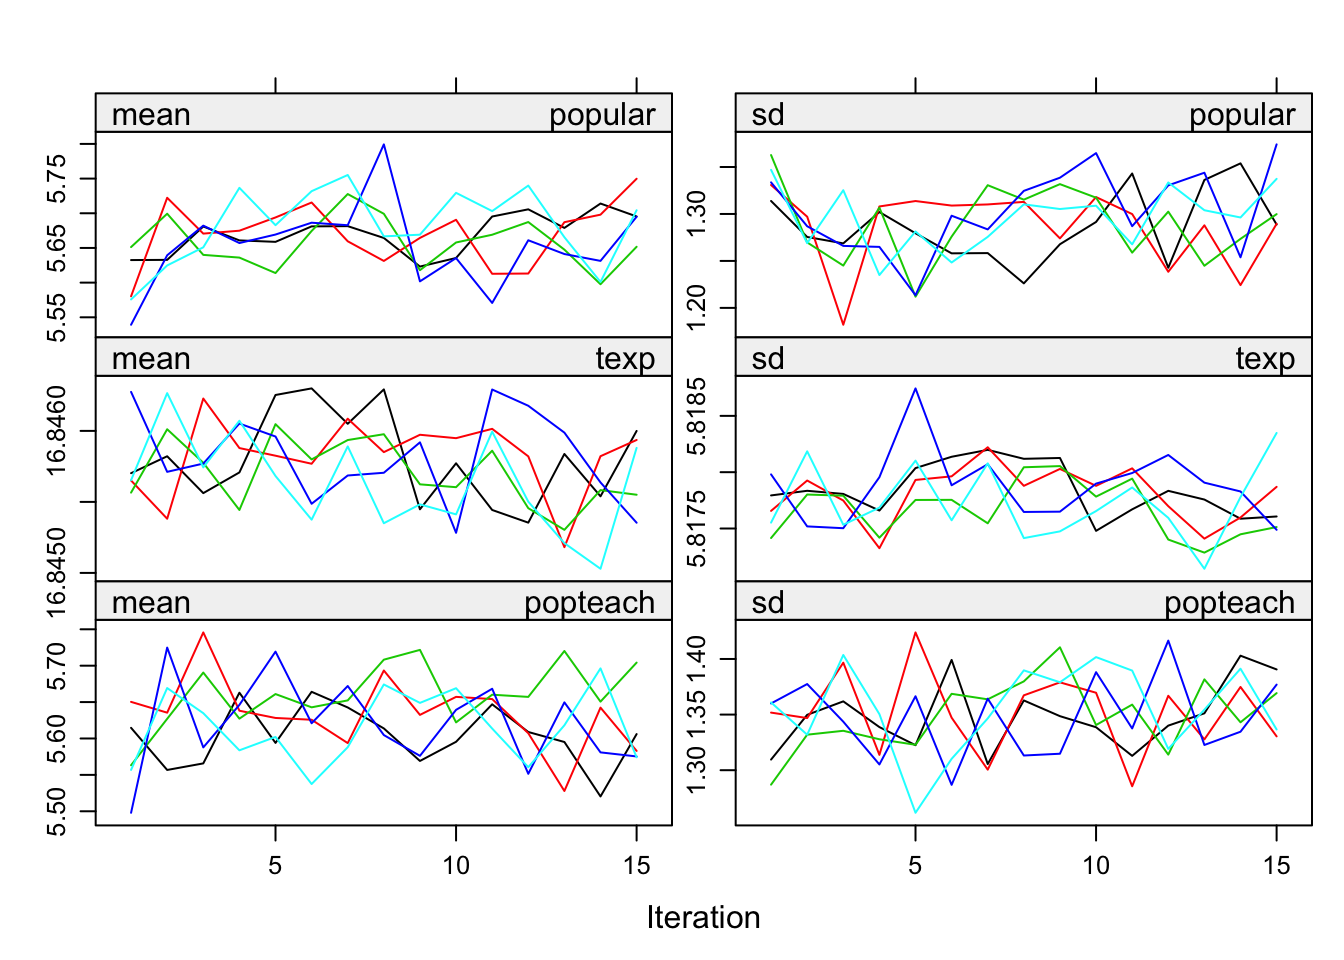 mean popular sd popular
5.55 5.65 5.75 1.20 1.30
mean texp sd texp
16.8450 16.8460 5.8175 5.8185
mean popteach sd popteach
5.50 5.60 5.70 1.30 1.35 1.40
5 10 15 5 10 15
Iteration